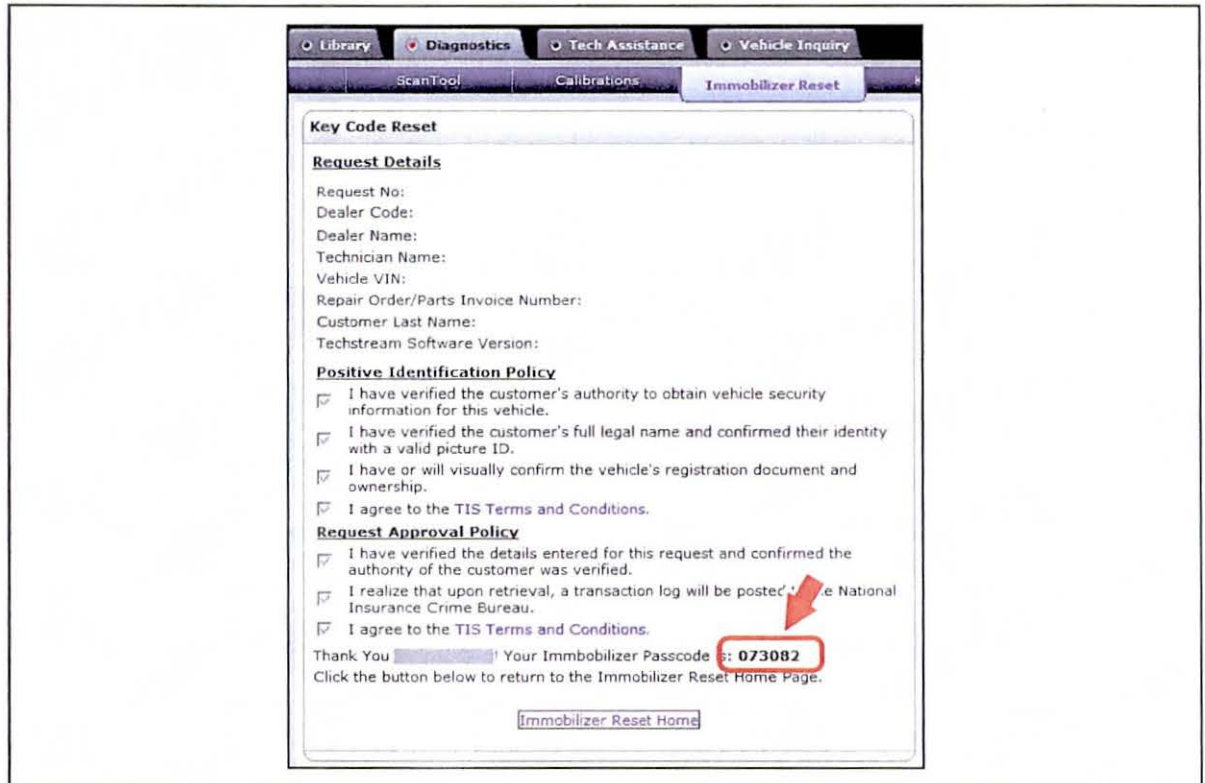 Library Diagnostics Tech Assistance Vehicle Inquiry
ScanTool Calibrations Immobilizer Reset
Key Code Reset
Request Details
Request No:
Dealer Code:
Dealer Name:
Technician Name:
Vehicle VIN:
Repair Order/Parts Invoice Number:
Customer Last Name:
Techstream Software Version:
Positive Identification Policy
I have verified the customer's authority to obtain vehicle security
information for this vehicle.
I have verified the customer's full legal name and confirmed their identity
with a valid picture ID.
I have or will visually confirm the vehicle's registration document and
ownership.
I agree to the TIS Terms and Conditions.
Request Approval Policy
I have verified the details entered for this request and confirmed the
authority of the customer was verified.
I realize that upon retrieval, a transaction log will be posted National
Insurance Crime Bureau.
I agree to the TIS Terms and Conditions.
Thank You ! Your Immbobilizer Passcode is: 073082
Click the button below to return to the Immobilizer Reset Home Page.
Immobilizer Reset Home